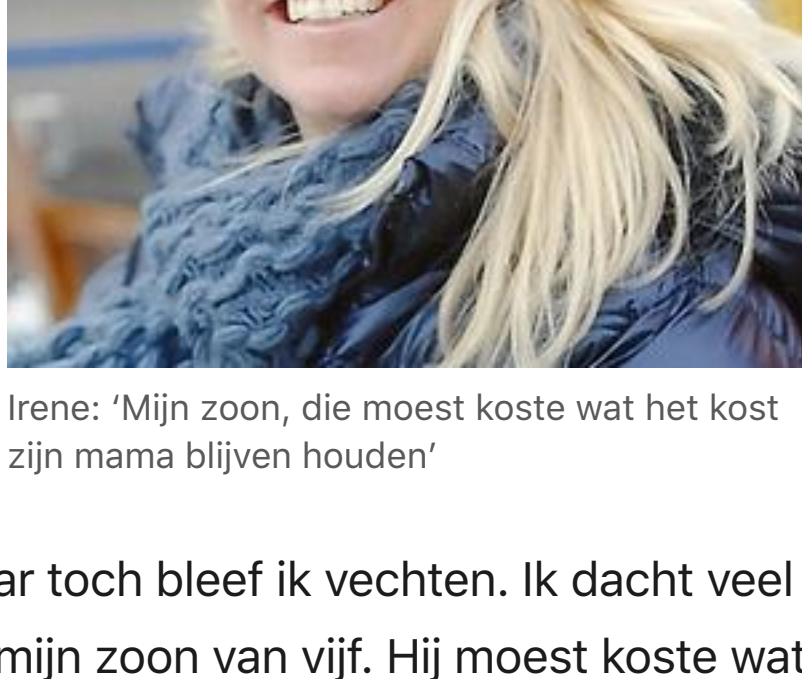 Irene: ‘Mijn zoon, die moest koste wat het kost
zijn mama blijven houden’
ar toch bleef ik vechten. Ik dacht veel
mijn zoon van vijf. Hij moest koste wat